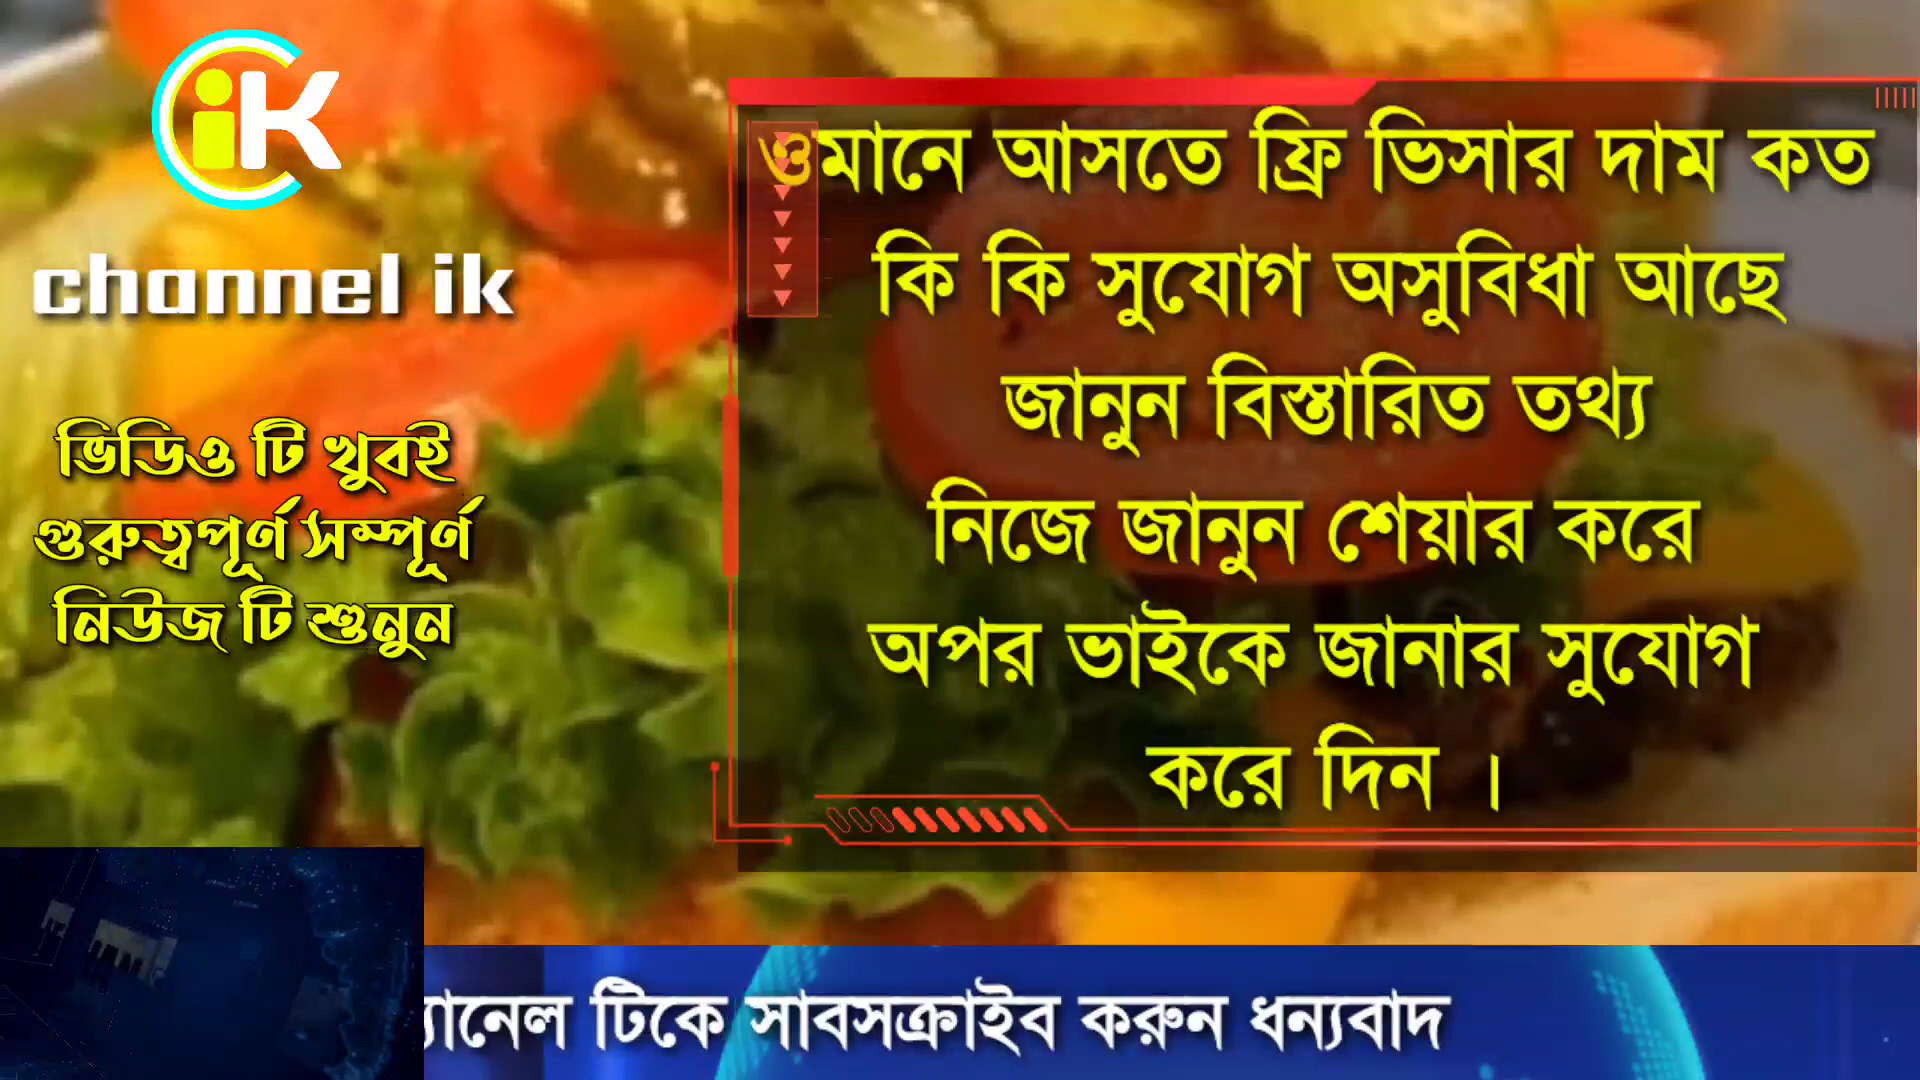 iK
channel ik
ভিডিও টি খুবই
গুরুত্বপূর্ণ সম্পূর্ণ
নিউজ টি শুনুন
ওমানে আসতে ফ্রি ভিসার দাম কত
কি কি সুযোগ অসুবিধা আছে
জানুন বিস্তারিত তথ্য
নিজে জানুন শেয়ার করে
অপর ভাইকে জানার সুযোগ
করে দিন ।
টিকে সাবসক্রাইব করুন ধন্যবাদ